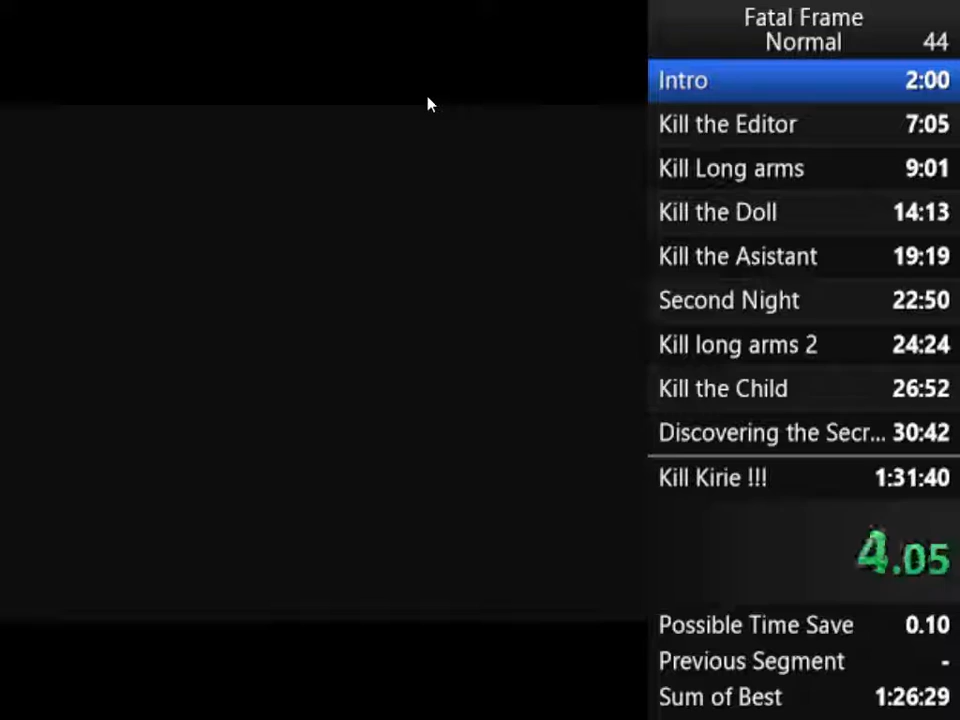 Fatal Frame
Normal 44
Intro 2:00
Kill the Editor 7:05
Kill Long arms 9:01
Kill the Doll 14:13
Kill the Asistant 19:19
Second Night 22:50
Kill long arms 2 24:24
Kill the Child 26:52
Discovering the Secr... 30:42
Kill Kirie !!! 1:31:40
4.05
Possible Time Save 0.10
Previous Segment -
Sum of Best 1:26:29